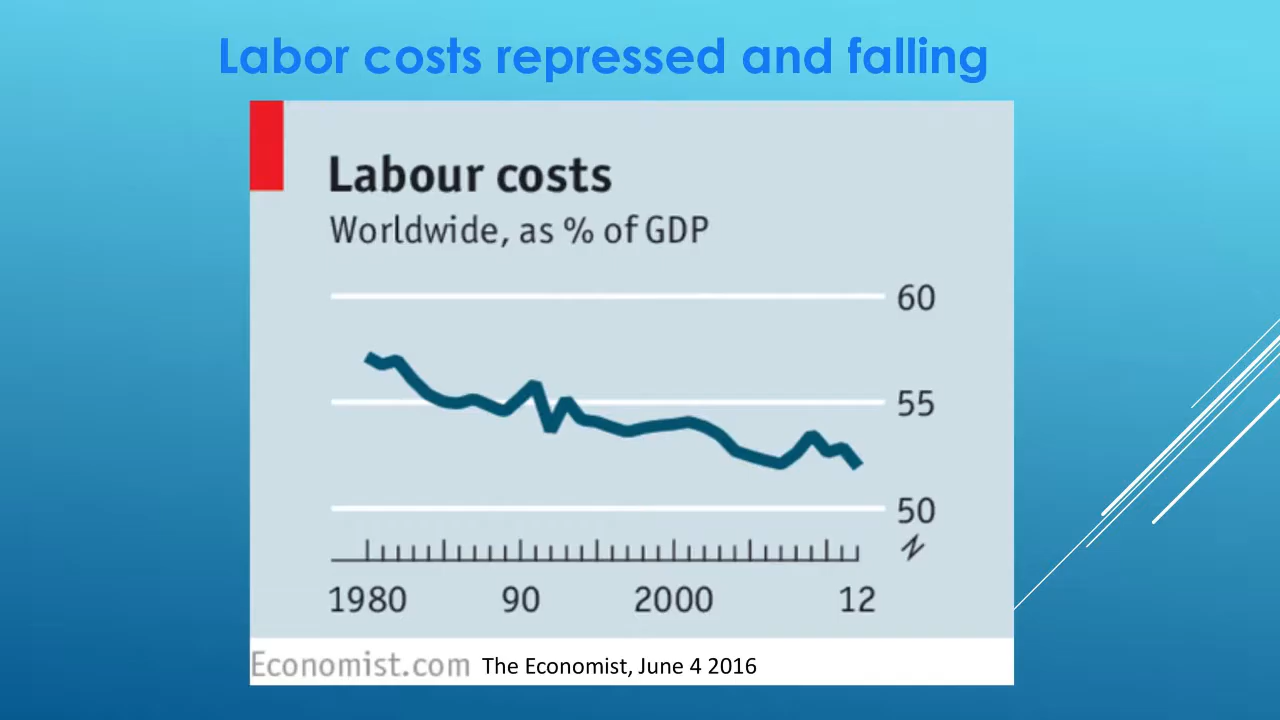 Labor costs repressed and falling
Labour costs
Worldwide, as % of GDP
60
55
50
1980 90 2000 12
Economist.com The Economist, June 4 2016